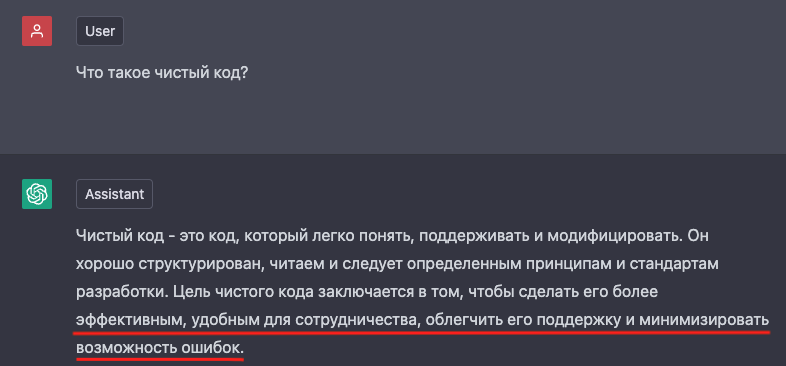 User
Что такое чистый код?
Assistant
Чистый код - это код, который легко понять, поддерживать и модифицировать. Он
хорошо структурирован, читаем и следует определенным принципам и стандартам
разработки. Цель чистого кода заключается в том, чтобы сделать его более
эффективным, удобным для сотрудничества, облегчить его поддержку и минимизировать
возможность ошибок.